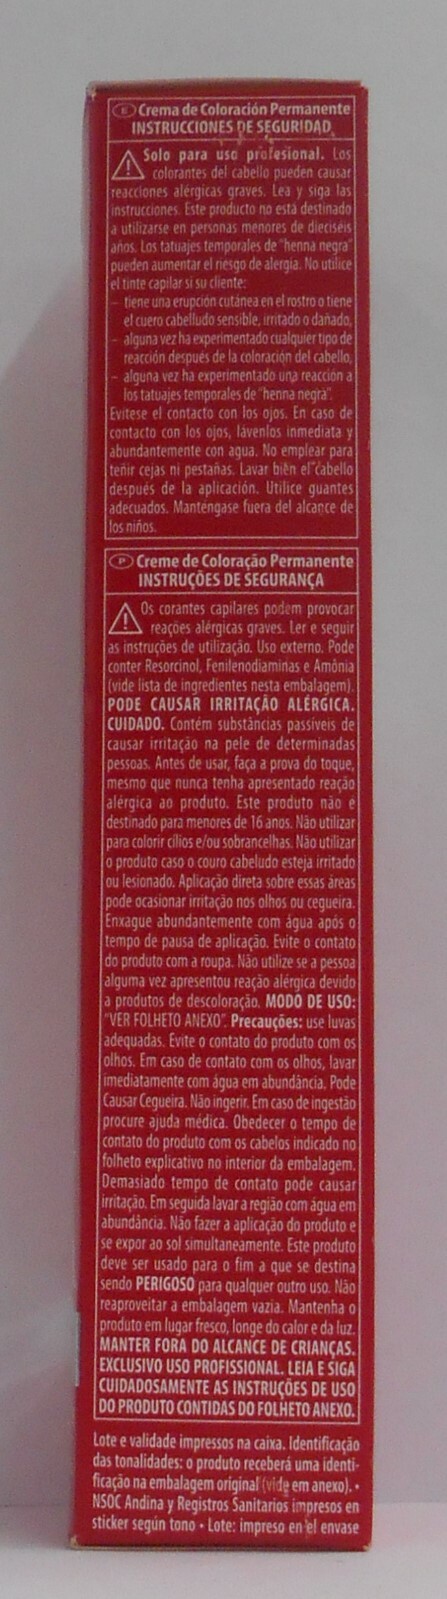 E Crema de Coloración Permanente
INSTRUCCIONES DE SEGURIDAD
Solo para uso profesional. Los
colorantes del cabello pueden causar
reacciones alérgicas graves. Lea y siga las
instrucciones. Este producto no está destinado
a utilizarse en personas menores de dieciséis
años. Los tatuajes temporales de "henna negra"
pueden aumentar el riesgo de alergia. No utilice
el tinte capilar si su cliente:
– tiene una erupción cutánea en el rostro o tiene
el cuero cabelludo sensible, irritado o dañado,
– alguna vez ha experimentado cualquier tipo de
reacción después de la coloración del cabello,
– alguna vez ha experimentado una reacción a
los tatuajes temporales de "henna negra".
Evítese el contacto con los ojos. En caso de
contacto con los ojos, lávenlos inmediata y
abundantemente con agua. No emplear para
teñir cejas ni pestañas. Lavar bien el cabello
después de la aplicación. Utilice guantes
adecuados. Manténgase fuera del alcance de
los niños.
P Creme de Coloração Permanente
INSTRUÇÕES DE SEGURANÇA
Os corantes capilares podem provocar
reações alérgicas graves. Ler e seguir
as instruções de utilização. Uso externo. Pode
conter Resorcinol, Fenilenodiaminas e Amônia
(vide lista de ingredientes nesta embalagem).
PODE CAUSAR IRRITAÇÃO ALÉRGICA.
CUIDADO. Contém substâncias passíveis de
causar irritação na pele de determinadas
pessoas. Antes de usar, faça a prova do toque,
mesmo que nunca tenha apresentado reação
alérgica ao produto. Este produto não é
destinado para menores de 16 anos. Não utilizar
para colorir cílios e/ou sobrancelhas. Não utilizar
o produto caso o couro cabeludo esteja irritado
ou lesionado. Aplicação direta sobre essas áreas
pode ocasionar irritação nos olhos ou cegueira.
Enxague abundantemente com água após o
tempo de pausa de aplicação. Evite o contato
do produto com a roupa. Não utilize se a pessoa
alguma vez apresentou reação alérgica devido
a produtos de descoloração. MODO DE USO:
"VER FOLHETO ANEXO". Precauções: use luvas
adequadas. Evite o contato do produto com os
olhos. Em caso de contato com os olhos, lavar
imediatamente com água em abundância. Pode
Causar Cegueira. Não ingerir. Em caso de ingestão
procure ajuda médica. Obedecer o tempo de
contato do produto com os cabelos indicado no
folheto explicativo no interior da embalagem.
Demasiado tempo de contato pode causar
irritação. Em seguida lavar a região com água em
abundância. Não fazer a aplicação do produto e
se expor ao sol simultaneamente. Este produto
deve ser usado para o fim a que se destina
sendo PERIGOSO para qualquer outro uso. Não
reaproveitar a embalagem vazia. Mantenha o
produto em lugar fresco, longe do calor e da luz.
MANTER FORA DO ALCANCE DE CRIANÇAS.
EXCLUSIVO USO PROFISSIONAL. LEIA E SIGA
CUIDADOSAMENTE AS INSTRUÇÕES DE USO
DO PRODUTO CONTIDAS DO FOLHETO ANEXO.
Lote e validade impressos na caixa. Identificação
das tonalidades: o produto receberá uma identi-
ficação na embalagem original (vide em anexo). •
NSOC Andina y Registros Sanitarios impresos en
sticker según tono • Lote: impreso en el envase